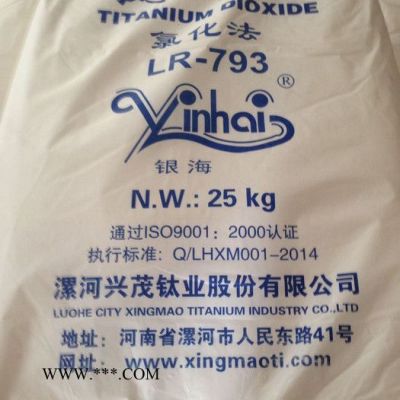 TITANIUM DIOXIDE
氯化法
LR-793
Yinhai ®
银海
N.W.: 25 kg
通过ISO9001: 2000认证
执行标准: Q/LHXM001-2014
漯河兴茂钛业股份有限公司
LUOHE CITY XINGMAO TITANIUM INDUSTRY CO.,LTD
地址: 河南省漯河市人民东路41号
网址: www.xingmaoti.com
WWW.***.COM